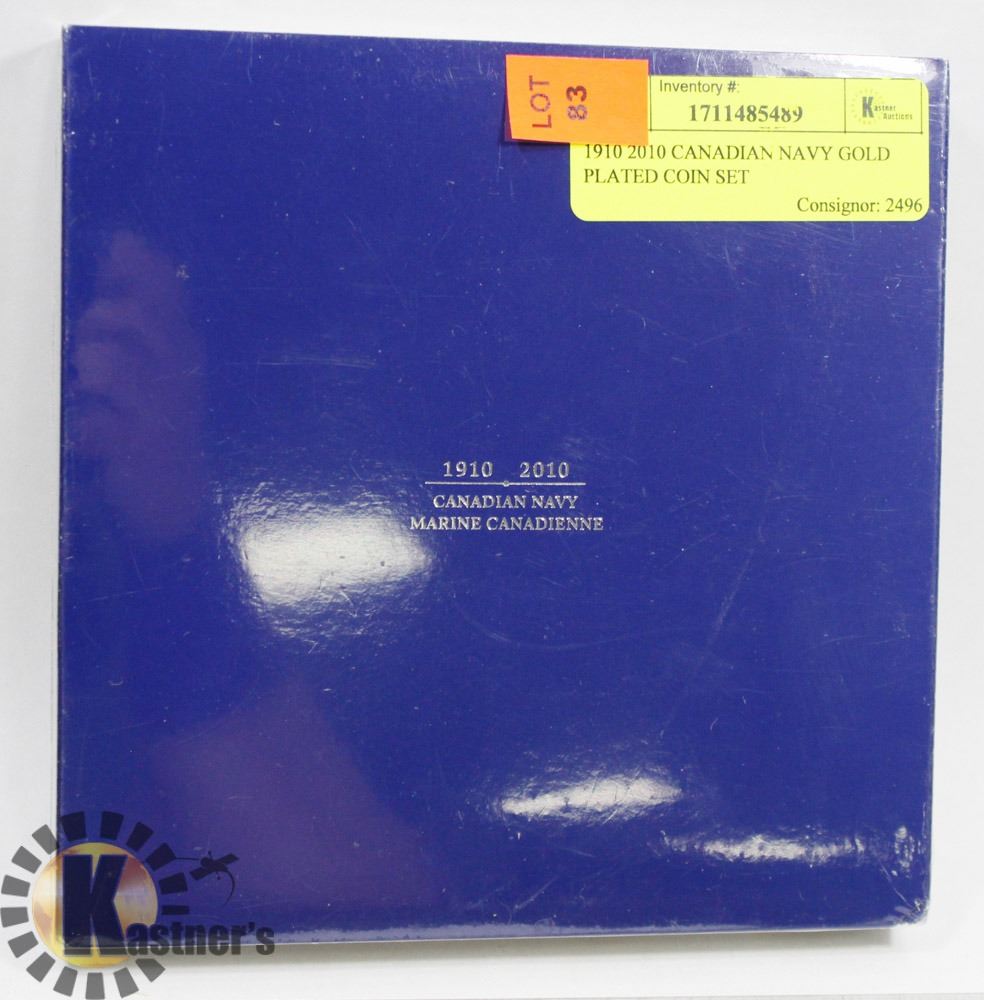 LOT
83
Inventory #:
1711485489
Kastner
Auctions
1910 2010 CANADIAN NAVY GOLD
PLATED COIN SET
Consignor: 2496
1910 2010
CANADIAN NAVY
MARINE CANADIENNE
Kastner's